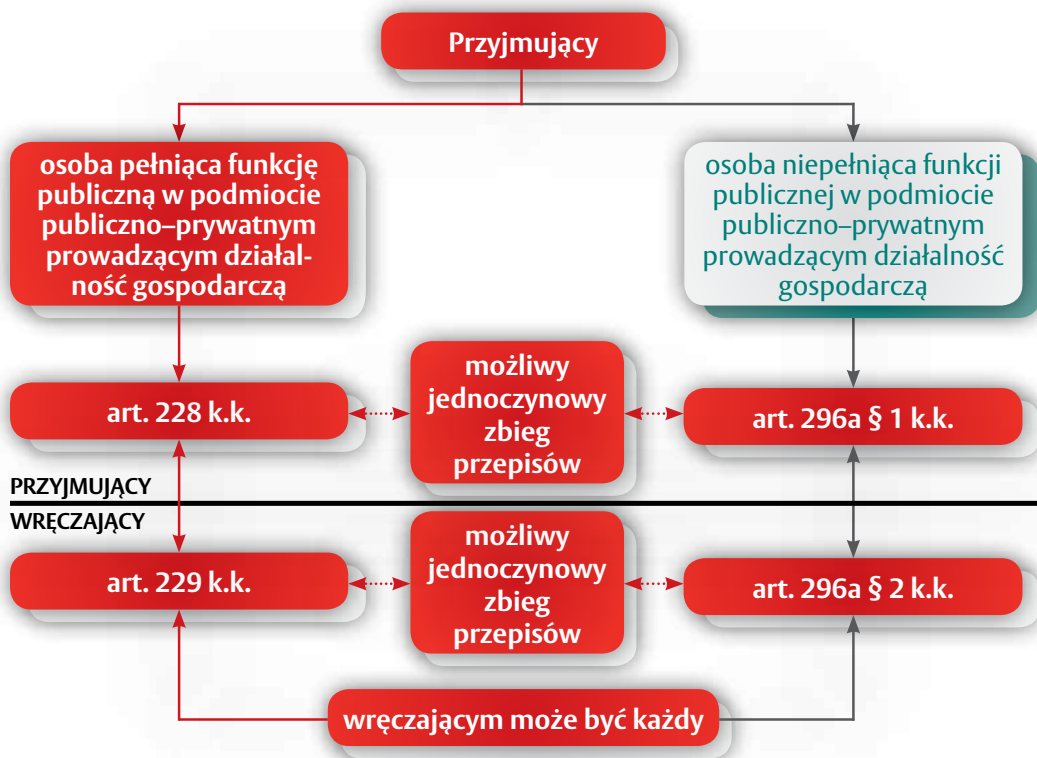 Przyjmujący
osoba pełniąca funkcję
publiczną w podmiocie
publiczno–prywatnym
prowadzącym działal-
ność gospodarczą
osoba niepełniąca funkcji
publicznej w podmiocie
publiczno–prywatnym
prowadzącym działalność
gospodarczą
art. 228 k.k.
możliwy
jednoczynowy
zbieg
przepisów
art. 296a § 1 k.k.
PRZYJMUJĄCY
WRĘCZAJĄCY
art. 229 k.k.
możliwy
jednoczynowy
zbieg
przepisów
art. 296a § 2 k.k.
wręczającym może być każdy